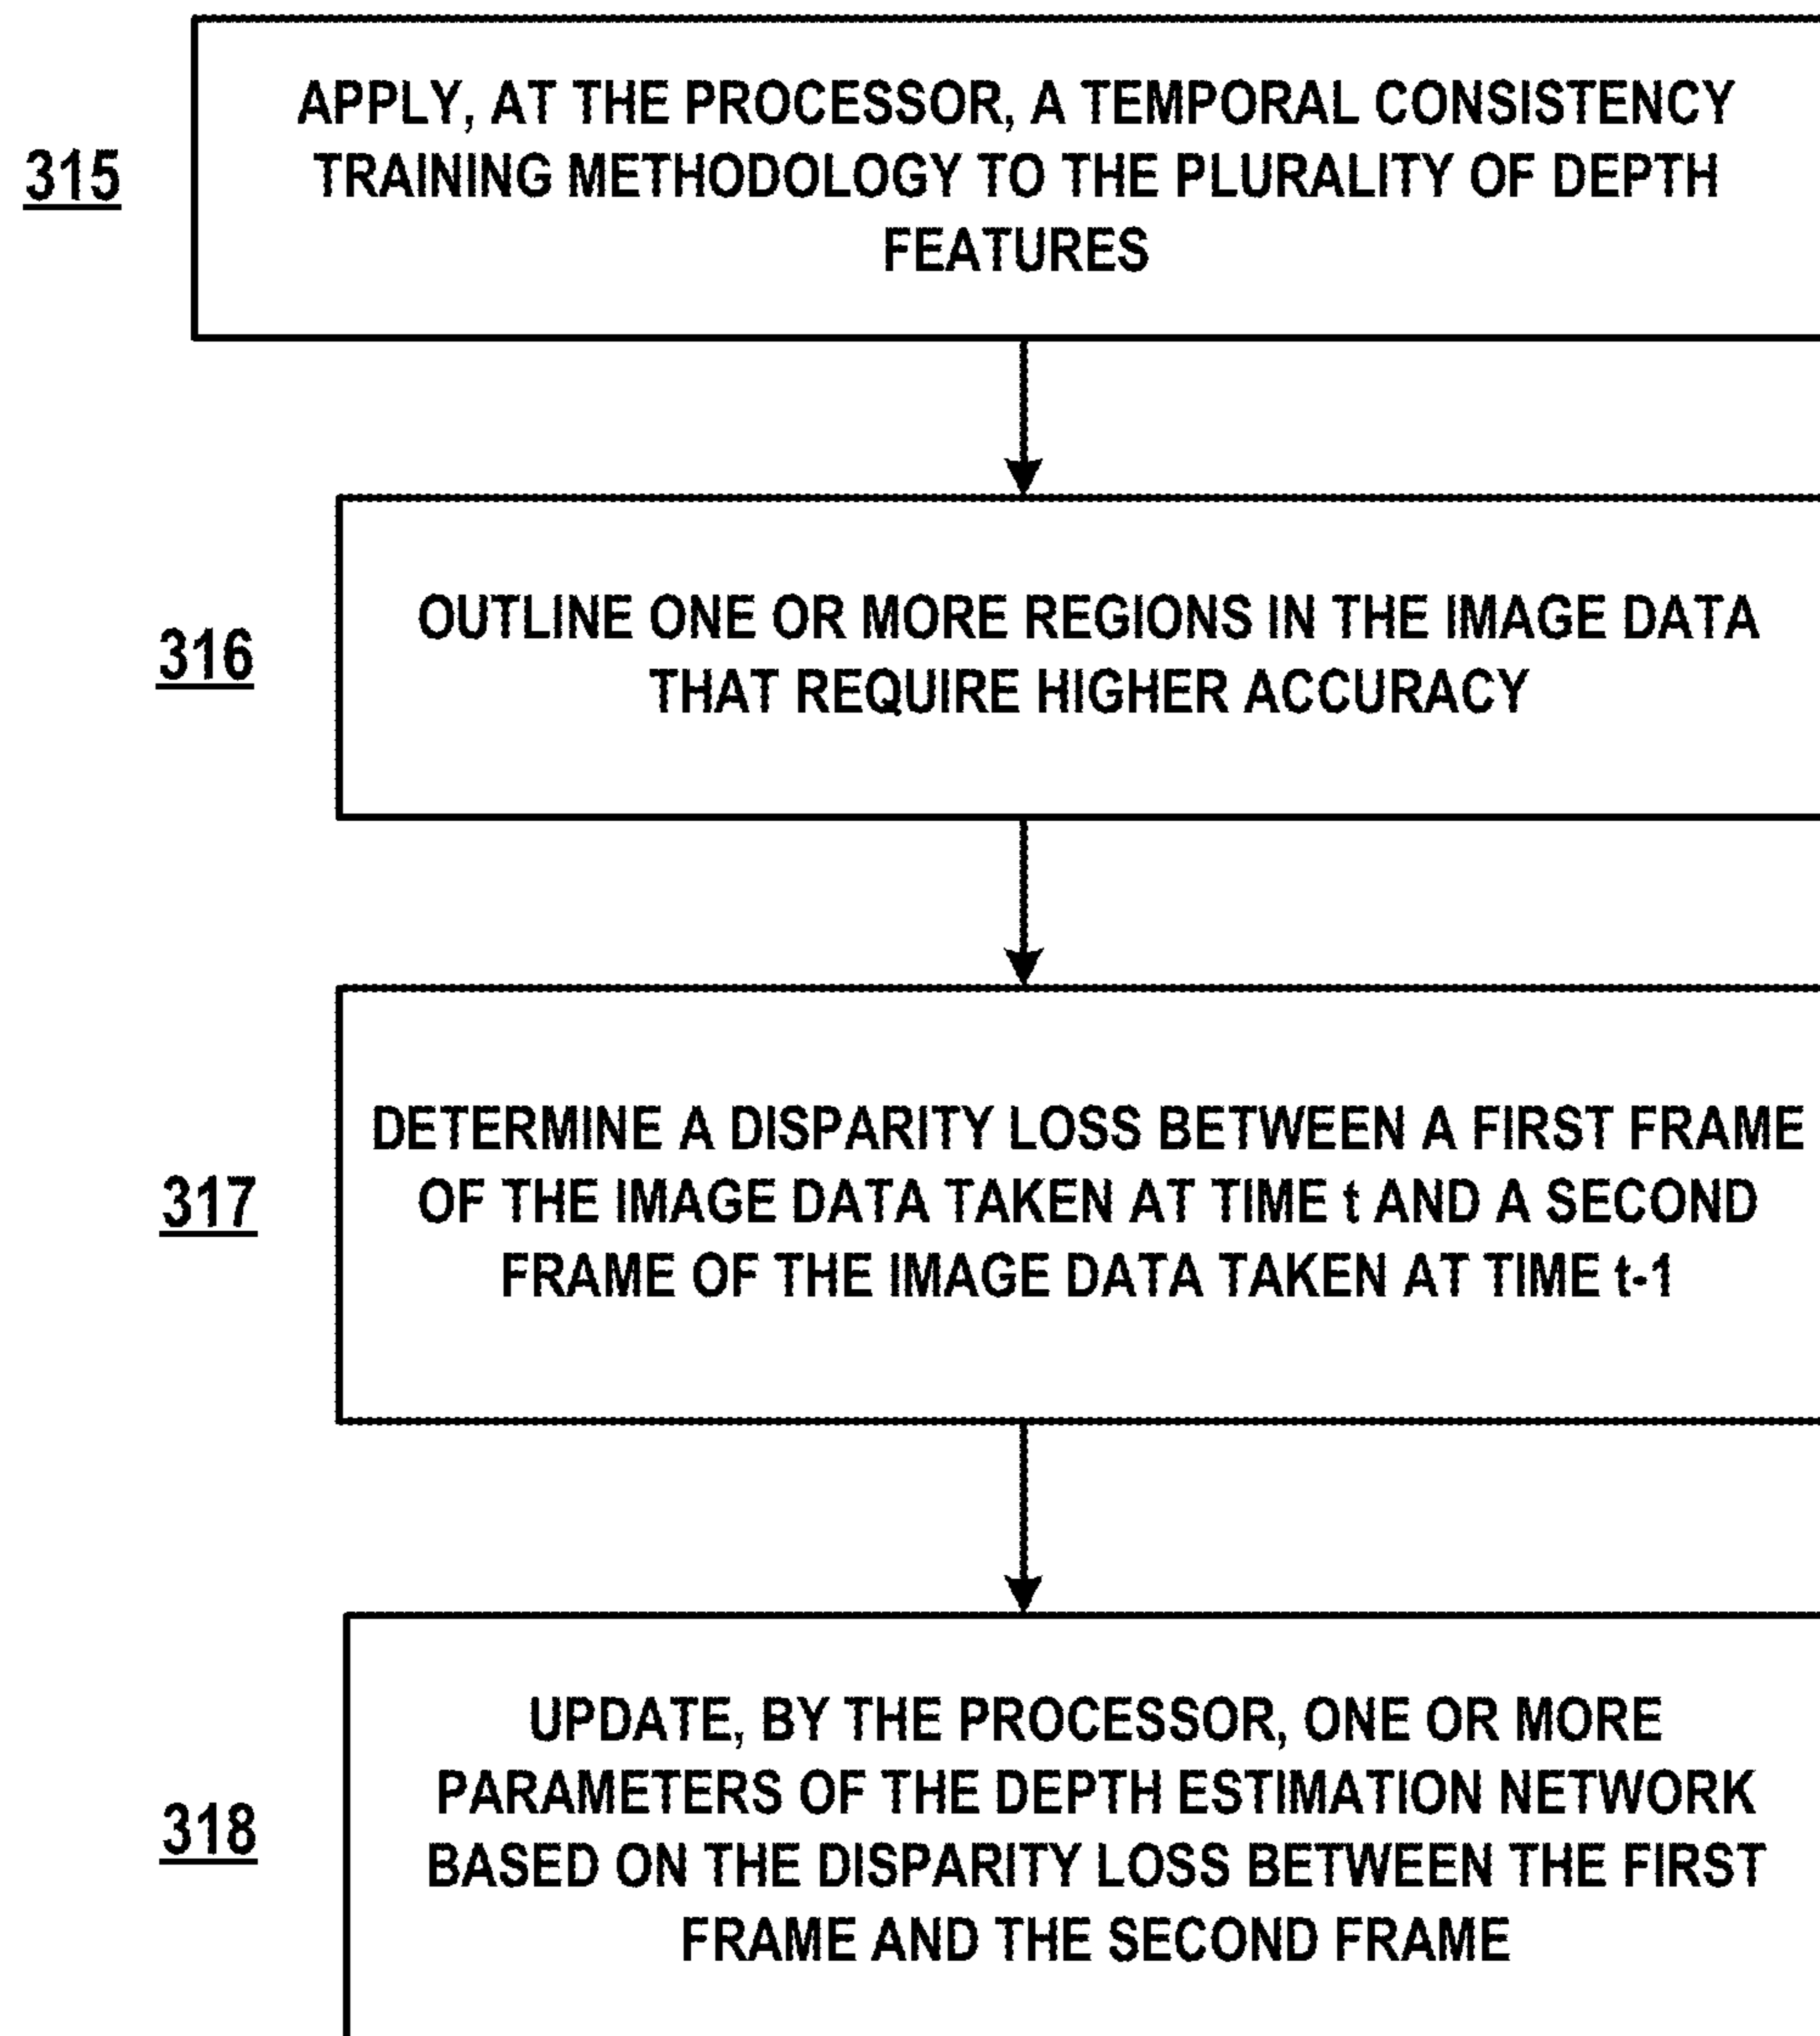 APPLY, AT THE PROCESSOR, A TEMPORAL CONSISTENCY
TRAINING METHODOLOGY TO THE PLURALITY OF DEPTH
FEATURES
315
OUTLINE ONE OR MORE REGIONS IN THE IMAGE DATA
THAT REQUIRE HIGHER ACCURACY
316
DETERMINE A DISPARITY LOSS BETWEEN A FIRST FRAME
OF THE IMAGE DATA TAKEN AT TIME t AND A SECOND
FRAME OF THE IMAGE DATA TAKEN AT TIME t-1
317
UPDATE, BY THE PROCESSOR, ONE OR MORE
PARAMETERS OF THE DEPTH ESTIMATION NETWORK
BASED ON THE DISPARITY LOSS BETWEEN THE FIRST
FRAME AND THE SECOND FRAME
318